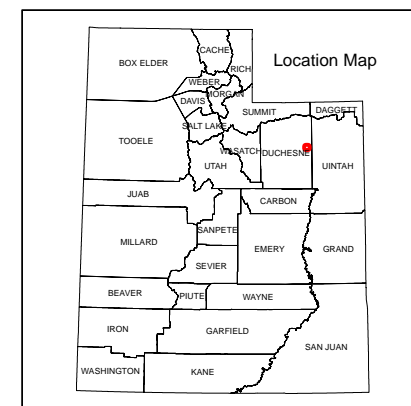 Location Map
CACHE
BOX ELDER
RICH
WEBER
MORGAN
DAVIS
SUMMIT
DAGGETT
SALT LAKE
TOOELE
WASATCH
DUCHESNE
UTAH
UINTAH
JUAB
CARBON
SANPETE
MILLARD
EMERY
GRAND
SEVIER
BEAVER
PIUTE
WAYNE
IRON
GARFIELD
SAN JUAN
WASHINGTON
KANE